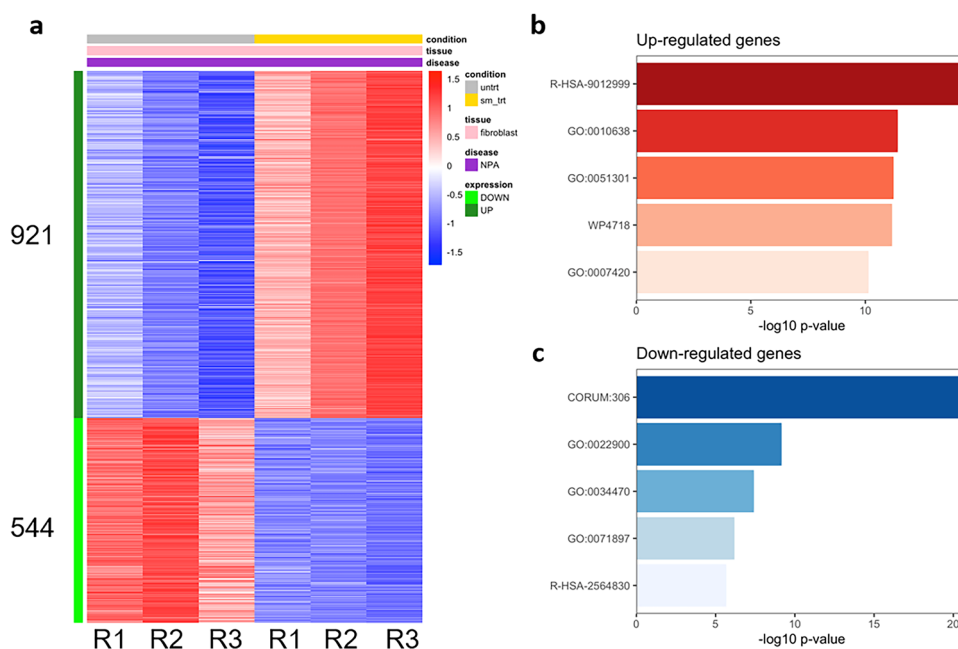 a
condition
tissue
disease
921
544
R1 R2 R3 R1 R2 R3
1.5
1
0.5
0
-0.5
-1
-1.5
condition
untrt
sm_trt
tissue
fibroblast
disease
NPA
expression
DOWN
UP
b
Up-regulated genes
R-HSA-9012999
GO:0010638
GO:0051301
WP4718
GO:0007420
0 5 10
-log10 p-value
c
Down-regulated genes
CORUM:306
GO:0022900
GO:0034470
GO:0071897
R-HSA-2564830
0 5 10 15 20
-log10 p-value